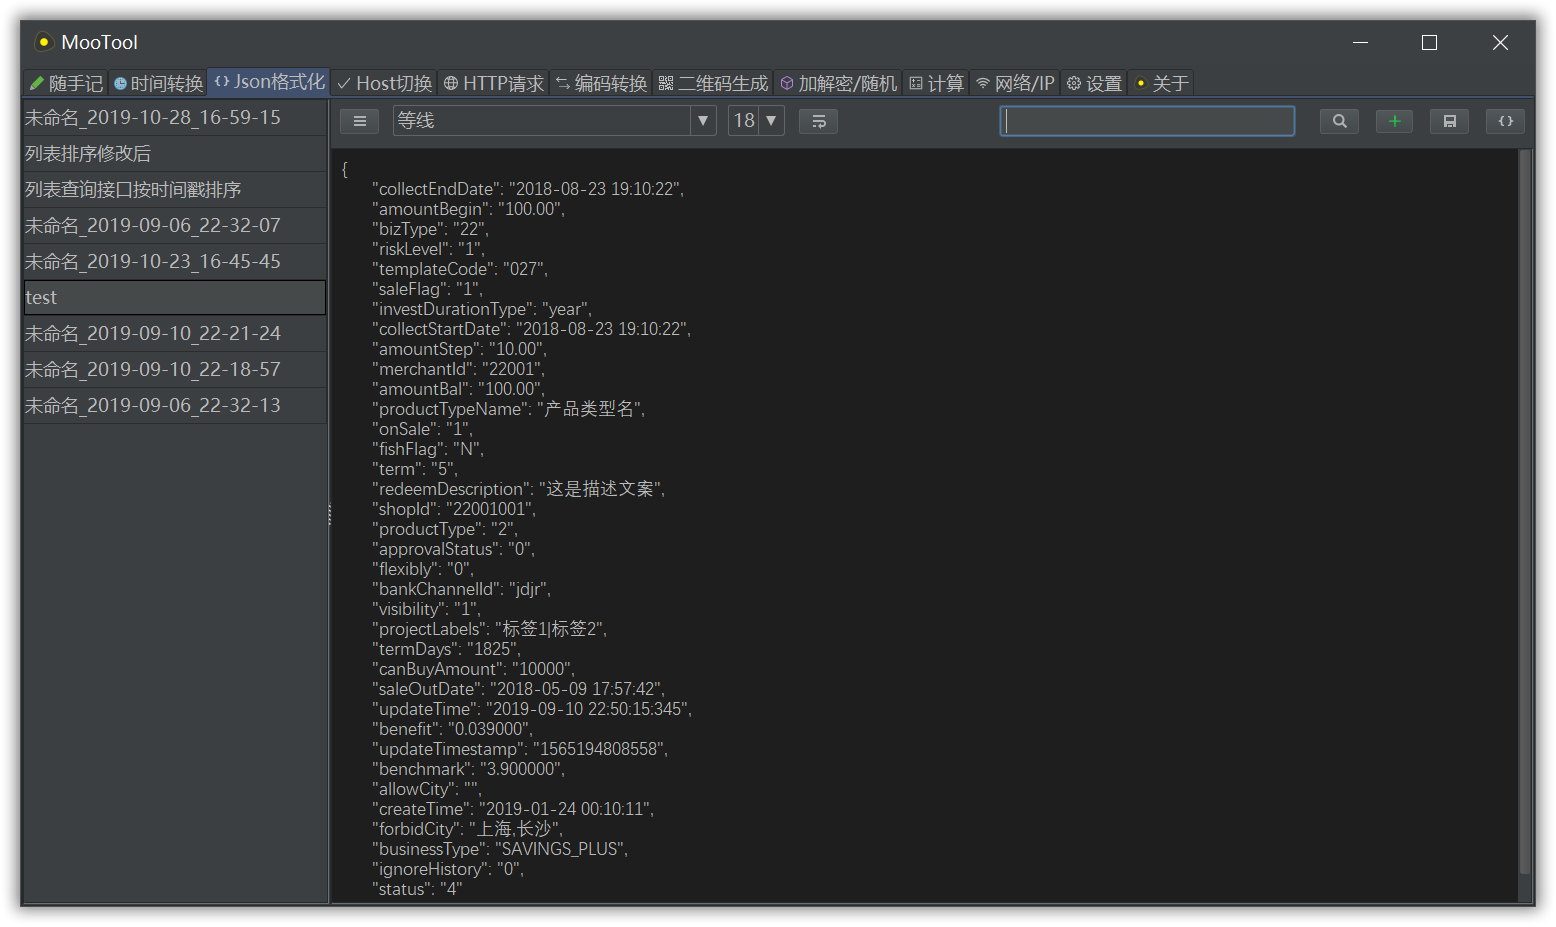 MooTool
随手记 时间转换 Json格式化 Host切换 HTTP请求 编码转换 二维码生成 加解密/随机 计算 网络/IP 设置 关于
等线 18
未命名_2019-10-28_16-59-15
列表排序修改后
列表查询接口按时间戳排序
未命名_2019-09-06_22-32-07
未命名_2019-10-23_16-45-45
test
未命名_2019-09-10_22-21-24
未命名_2019-09-10_22-18-57
未命名_2019-09-06_22-32-13
{
"collectEndDate": "2018-08-23 19:10:22",
"amountBegin": "100.00",
"bizType": "22",
"riskLevel": "1",
"templateCode": "027",
"saleFlag": "1",
"investDurationType": "year",
"collectStartDate": "2018-08-23 19:10:22",
"amountStep": "10.00",
"merchantId": "22001",
"amountBal": "100.00",
"productTypeName": "产品类型名",
"onSale": "1",
"fishFlag": "N",
"term": "5",
"redeemDescription": "这是描述文案",
"shopId": "22001001",
"productType": "2",
"approvalStatus": "0",
"flexibly": "0",
"bankChannelId": "jdjr",
"visibility": "1",
"projectLabels": "标签1|标签2",
"termDays": "1825",
"canBuyAmount": "10000",
"saleOutDate": "2018-05-09 17:57:42",
"updateTime": "2019-09-10 22:50:15:345",
"benefit": "0.039000",
"updateTimestamp": "1565194808558",
"benchmark": "3.900000",
"allowCity": "",
"createTime": "2019-01-24 00:10:11",
"forbidCity": "上海,长沙",
"businessType": "SAVINGS_PLUS",
"ignoreHistory": "0",
"status": "4"